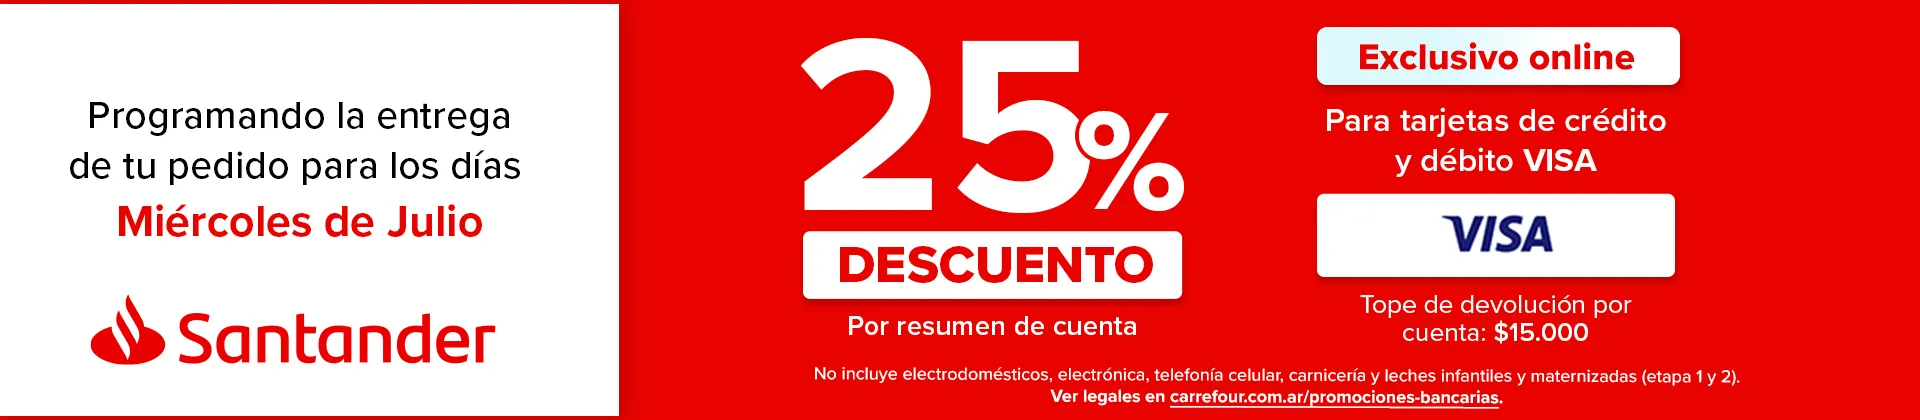 Programando la entrega
de tu pedido para los días
Miércoles de Julio
Santander
25%
DESCUENTO
Por resumen de cuenta
Exclusivo online
Para tarjetas de crédito
y débito VISA
VISA
Tope de devolución por
cuenta: $15.000
No incluye electrodomésticos, electrónica, telefonía celular, carnicería y leches infantiles y maternizadas (etapa 1 y 2).
Ver legales en carrefour.com.ar/promociones-bancarias.